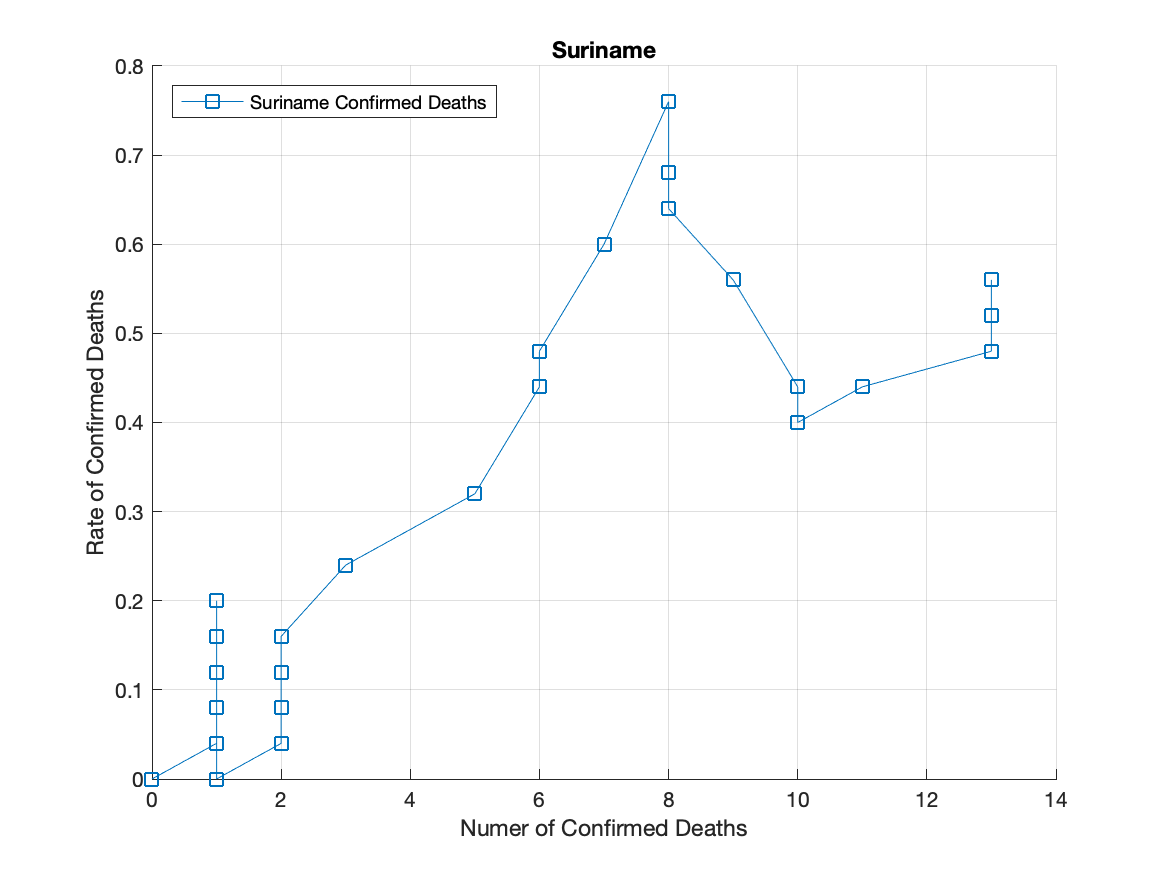 Suriname
Suriname Confirmed Deaths
Rate of Confirmed Deaths
0.8
0.7
0.6
0.5
0.4
0.3
0.2
0.1
0
0 2 4 6 8 10 12 14
Numer of Confirmed Deaths